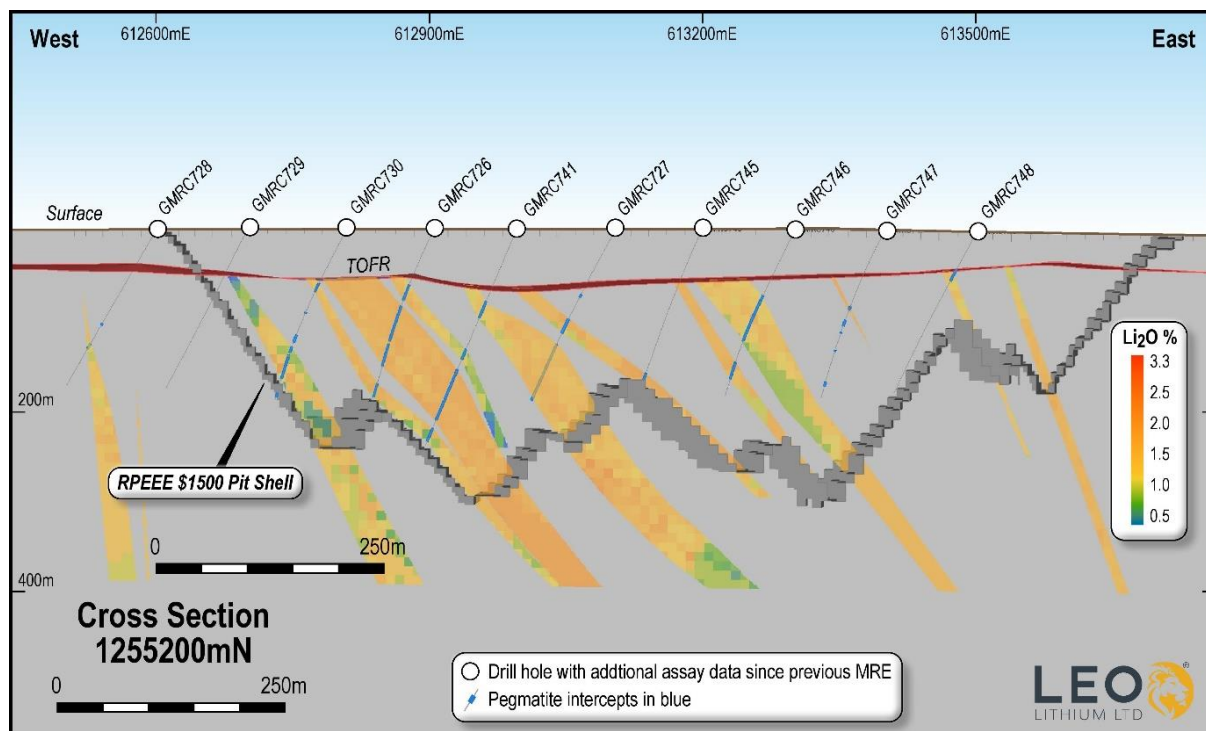 West
612600mE
612900mE
613200mE
613500mE
East
GMRC728
GMRC729
GMRC730
GMRC726
GMRC741
GMRC727
GMRC745
GMRC746
GMRC747
GMRC748
Surface
TOFR
Li2O %
3.3
2.5
2.0
1.5
1.0
0.5
200m
RPEEE $1500 Pit Shell
0
250m
400m
Cross Section
1255200mN
0
250m
Drill hole with addtional assay data since previous MRE
Pegmatite intercepts in blue
LEO
LITHIUM LTD
®